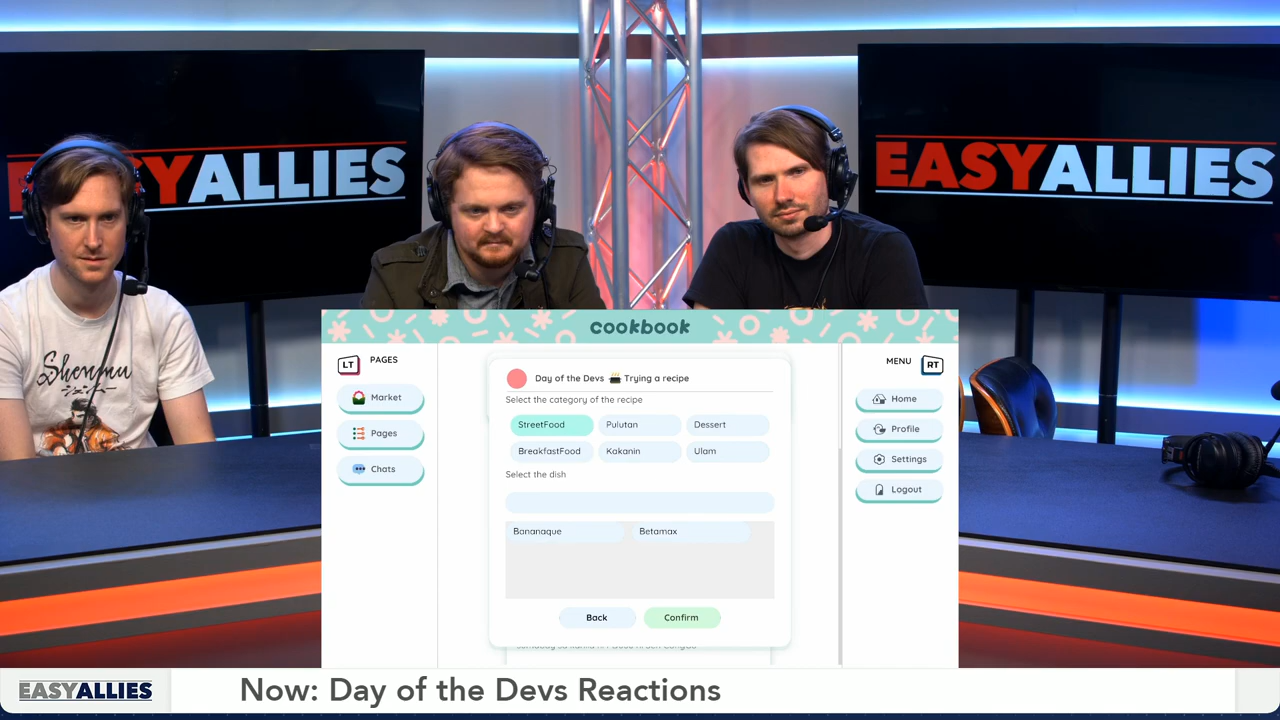 EASYALLIES
EASYALLIES
Shenmu
cookbook
LT PAGES
Market
Pages
Chats
Day of the Devs Trying a recipe
Select the category of the recipe
StreetFood Pulutan Dessert
BreakfastFood Kakanin Ulam
Select the dish
Bananaque Betamax
Back Confirm
MENU RT
Home
Profile
Settings
Logout
EASYALLIES
Now: Day of the Devs Reactions